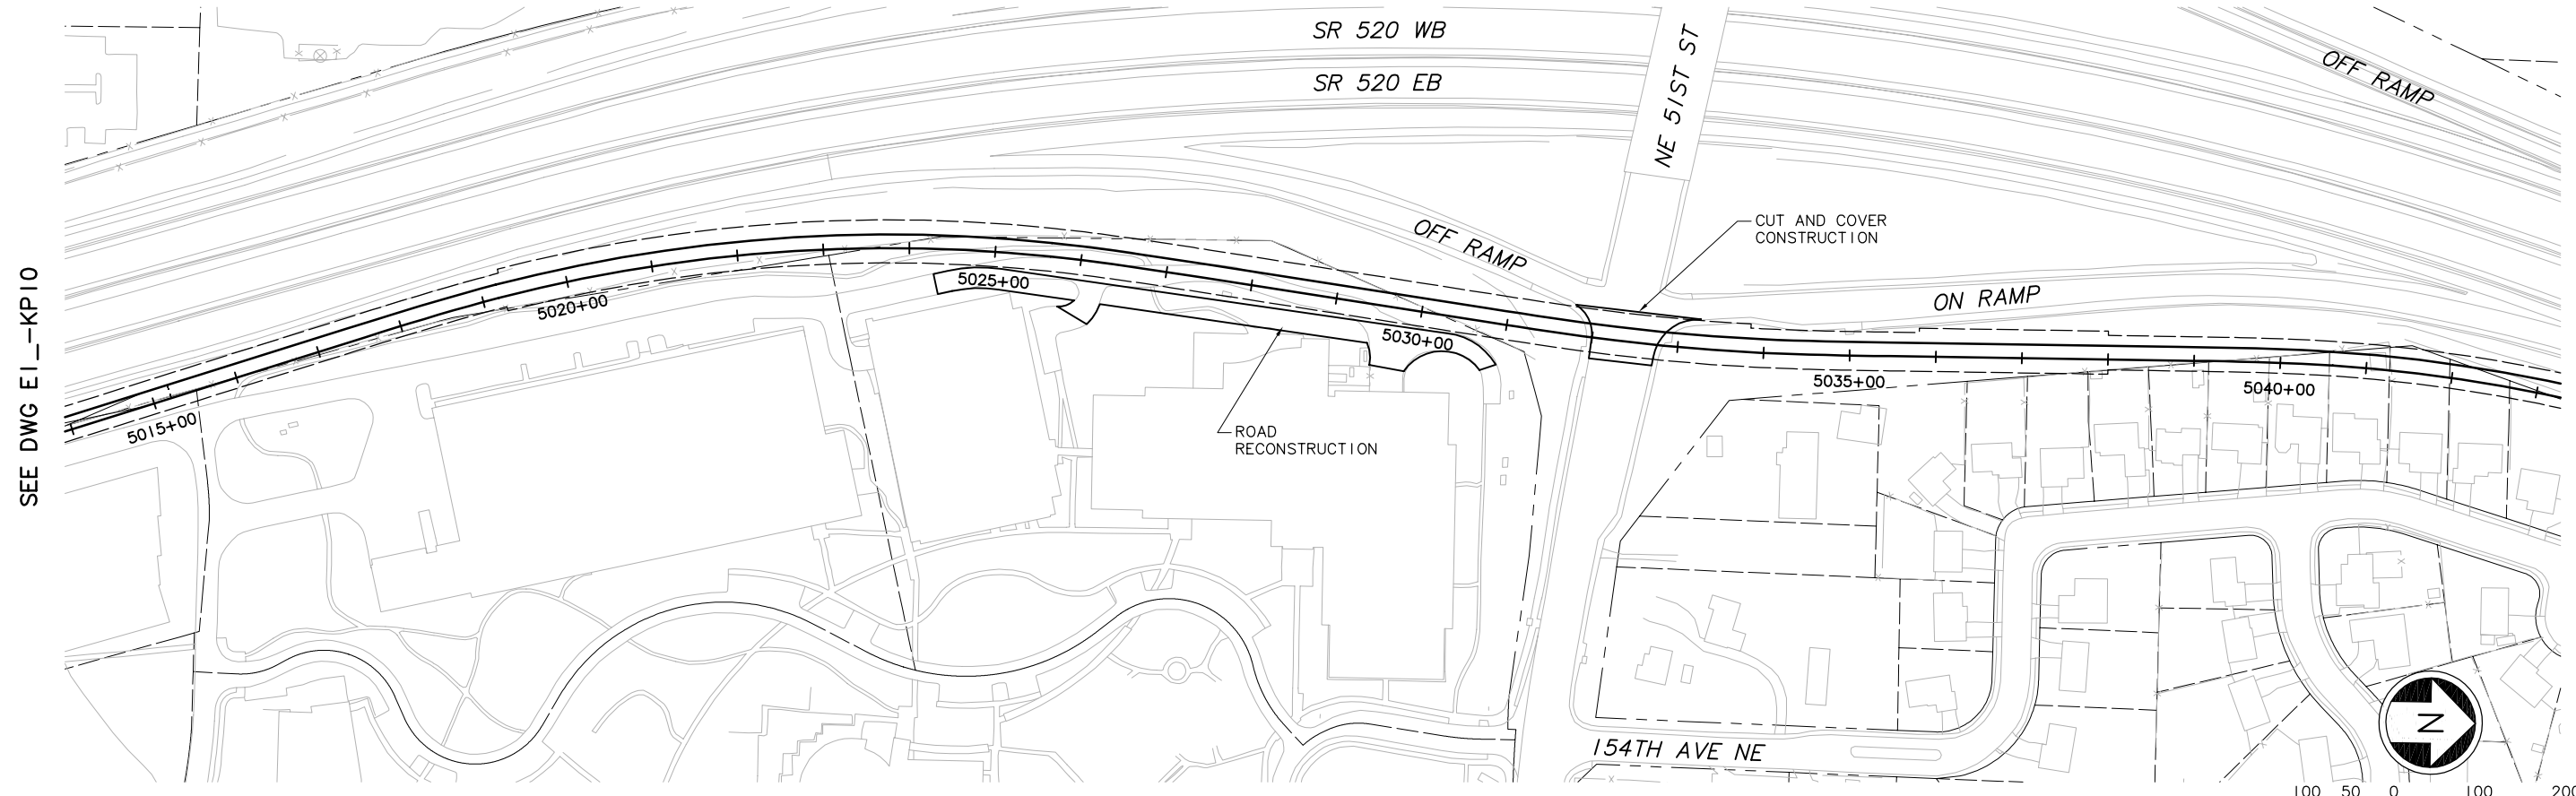 SR 520 WB
SR 520 EB
NE 51ST ST
OFF RAMP
OFF RAMP
CUT AND COVER
CONSTRUCTION
ON RAMP
SEE DWG E1_-KP10
5015+00
5020+00
5025+00
5030+00
5035+00
5040+00
ROAD
RECONSTRUCTION
154TH AVE NE
N
100 50 0 100 200